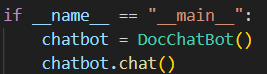 if __name__ == "__main__":
    chatbot = DocChatBot()
    chatbot.chat()